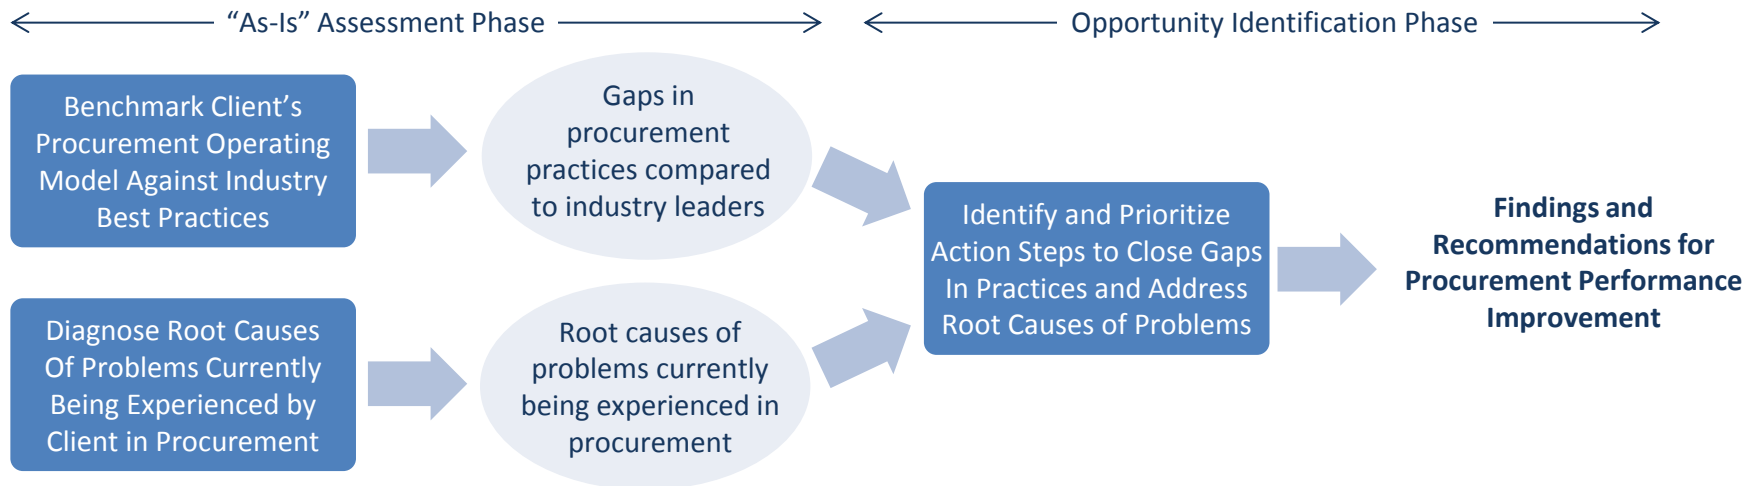 “As-Is” Assessment Phase
Opportunity Identification Phase
Benchmark Client’s
Procurement Operating
Model Against Industry
Best Practices
Gaps in
procurement
practices compared
to industry leaders
Diagnose Root Causes
Of Problems Currently
Being Experienced by
Client in Procurement
Root causes of
problems currently
being experienced in
procurement
Identify and Prioritize
Action Steps to Close Gaps
In Practices and Address
Root Causes of Problems
Findings and
Recommendations for
Procurement Performance
Improvement